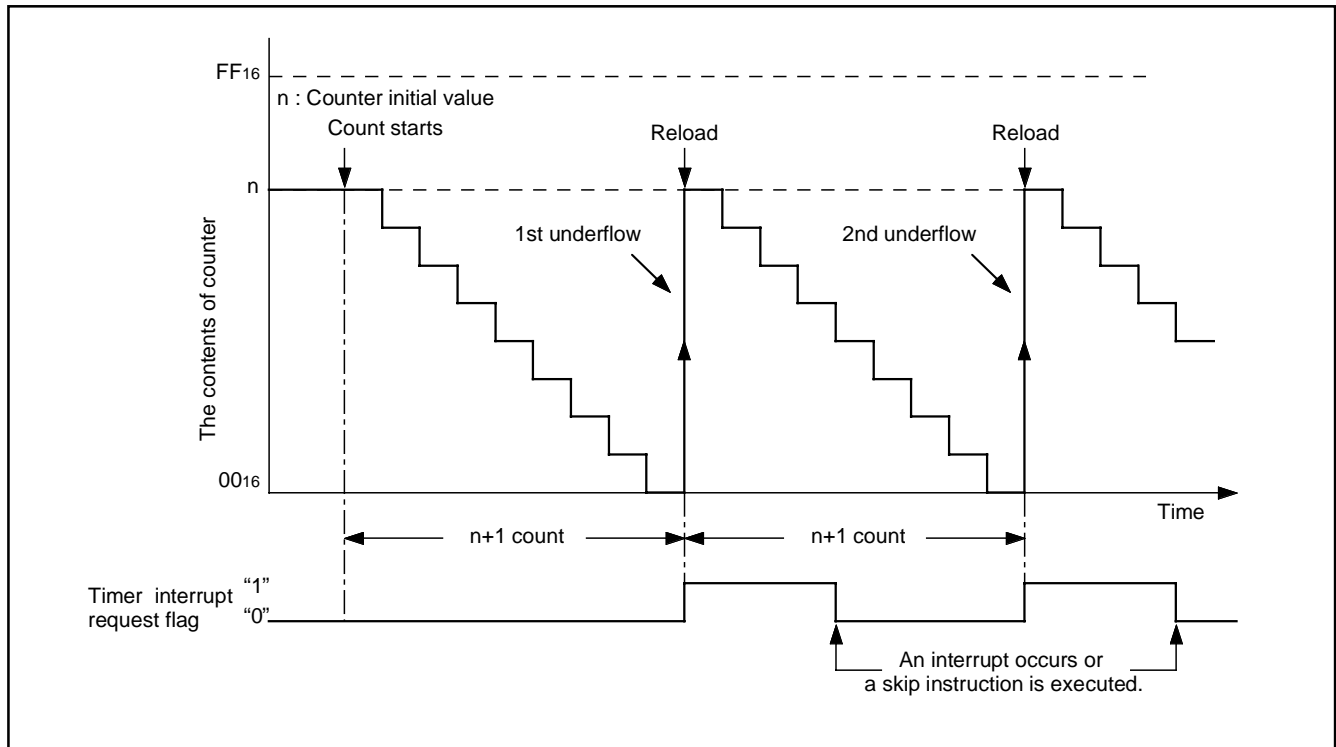 FF16
n : Counter initial value
Count starts
Reload
Reload
n
1st underflow
2nd underflow
The contents of counter
0016
Time
n+1 count
n+1 count
Timer interrupt
request flag
“1”
“0”
An interrupt occurs or
a skip instruction is executed.